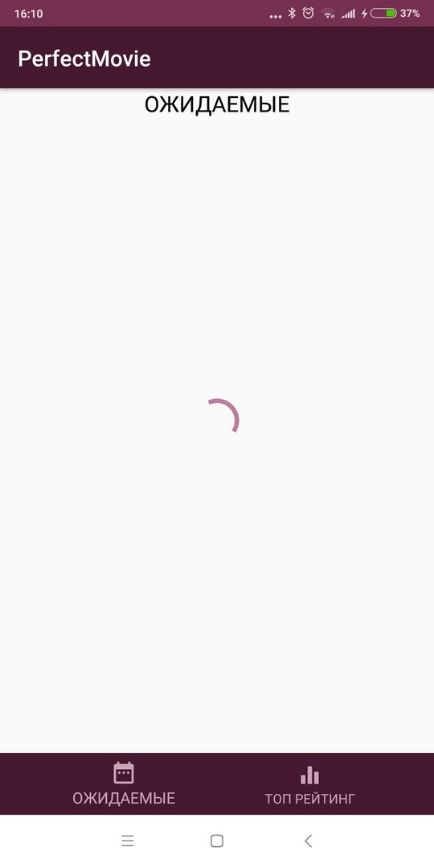 16:10
37%
PerfectMovie
ОЖИДАЕМЫЕ
ОЖИДАЕМЫЕ
ТОП РЕЙТИНГ